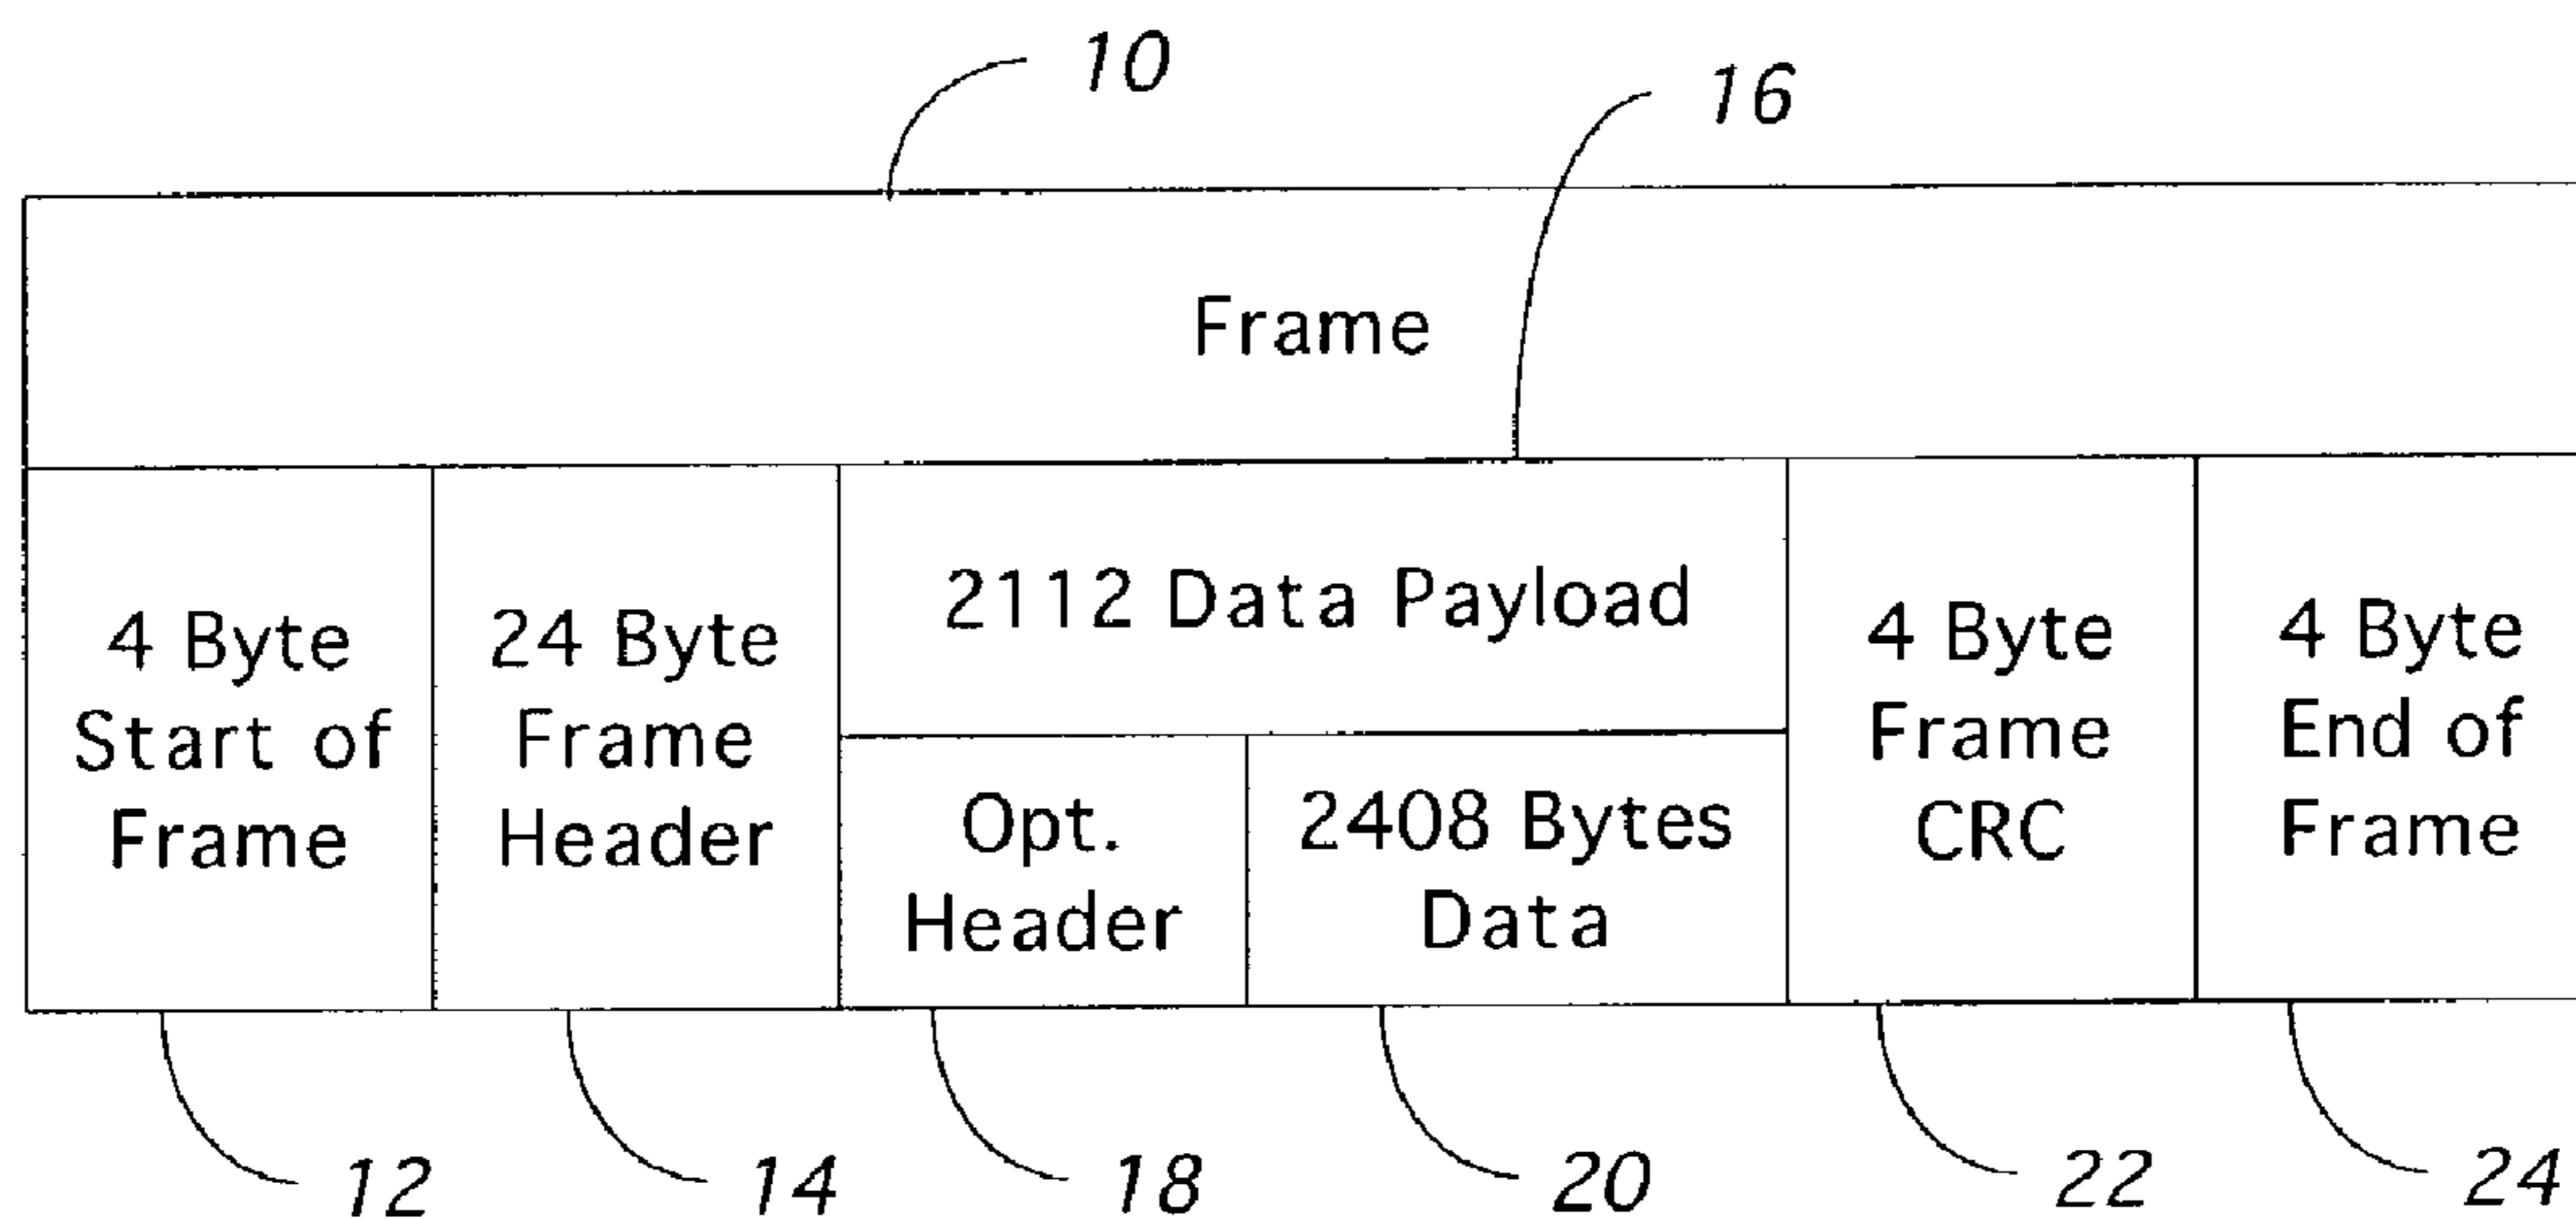 10
16
Frame
4 Byte
Start of
Frame
24 Byte
Frame
Header
2112 Data Payload
Opt.
Header
2408 Bytes
Data
4 Byte
Frame
CRC
4 Byte
End of
Frame
12
14
18
20
22
24